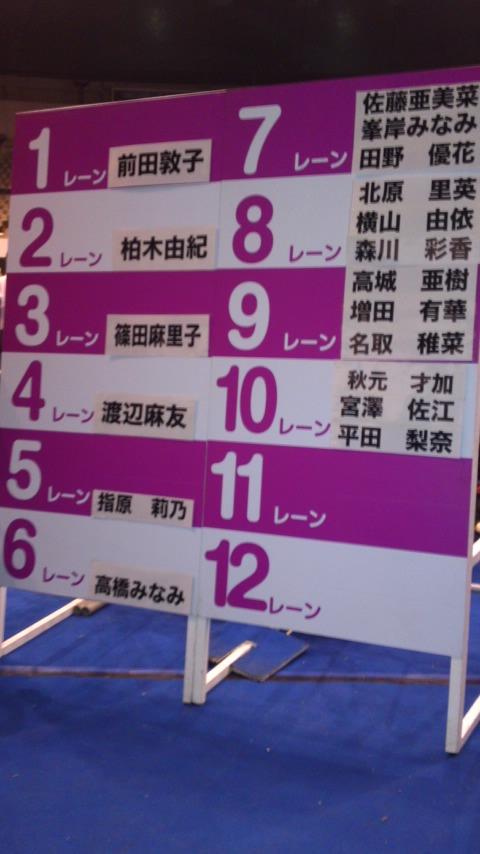 1 レーン 前田敦子
2 レーン 柏木由紀
3 レーン 篠田麻里子
4 レーン 渡辺麻友
5 レーン 指原 莉乃
6 レーン 高橋みなみ
7 レーン
佐藤亜美菜
峯岸みなみ
田野 優花
8 レーン
北原 里英
横山 由依
森川 彩香
9 レーン
高城 亜樹
増田 有華
名取 稚菜
10 レーン
秋元 才加
宮澤 佐江
平田 梨奈
11 レーン
12 レーン